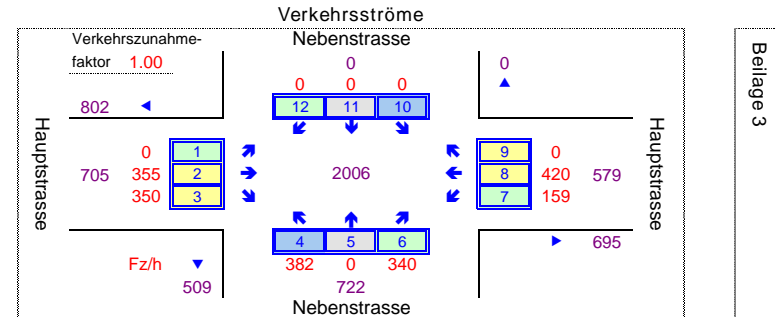 Verkehrsströme
Verkehrszunahme-
Nebenstrasse
faktor 1.00
0
0
0 0 0
802
12 11 10
Hauptstrasse
Hauptstrasse
Beilage 3
0 1
9 0
705 355 2
2006
8 420 579
350 3
7 159
4 5 6
695
Fz/h
382 0 340
509
722
Nebenstrasse